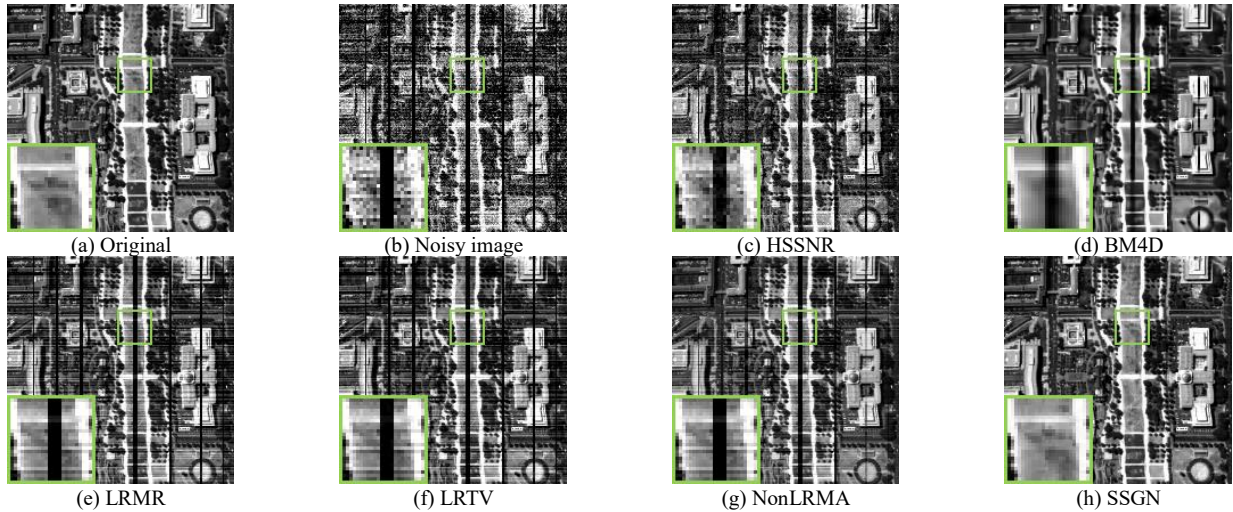 (a) Original
(b) Noisy image
(c) HSSNR
(d) BM4D
(e) LRMR
(f) LRTV
(g) NonLRMA
(h) SSGN